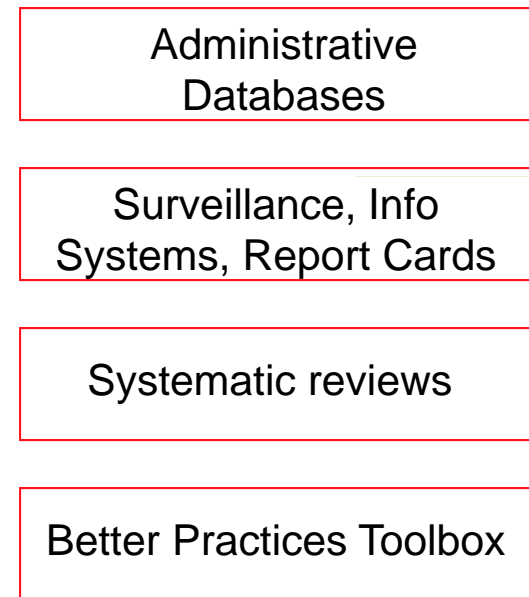 Administrative
Databases
Surveillance, Info
Systems, Report Cards
Systematic reviews
Better Practices Toolbox